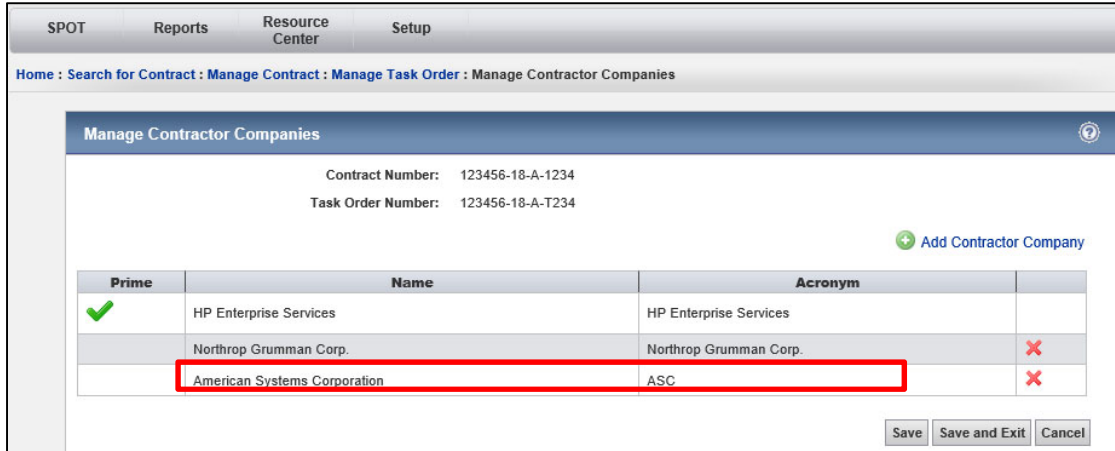 SPOT Reports Resource Center Setup
Home : Search for Contract : Manage Contract : Manage Task Order : Manage Contractor Companies
Manage Contractor Companies
Contract Number: 123456-18-A-1234
Task Order Number: 123456-18-A-T234
Add Contractor Company
Prime Name Acronym
HP Enterprise Services HP Enterprise Services
Northrop Grumman Corp. Northrop Grumman Corp.
American Systems Corporation ASC
Save Save and Exit Cancel